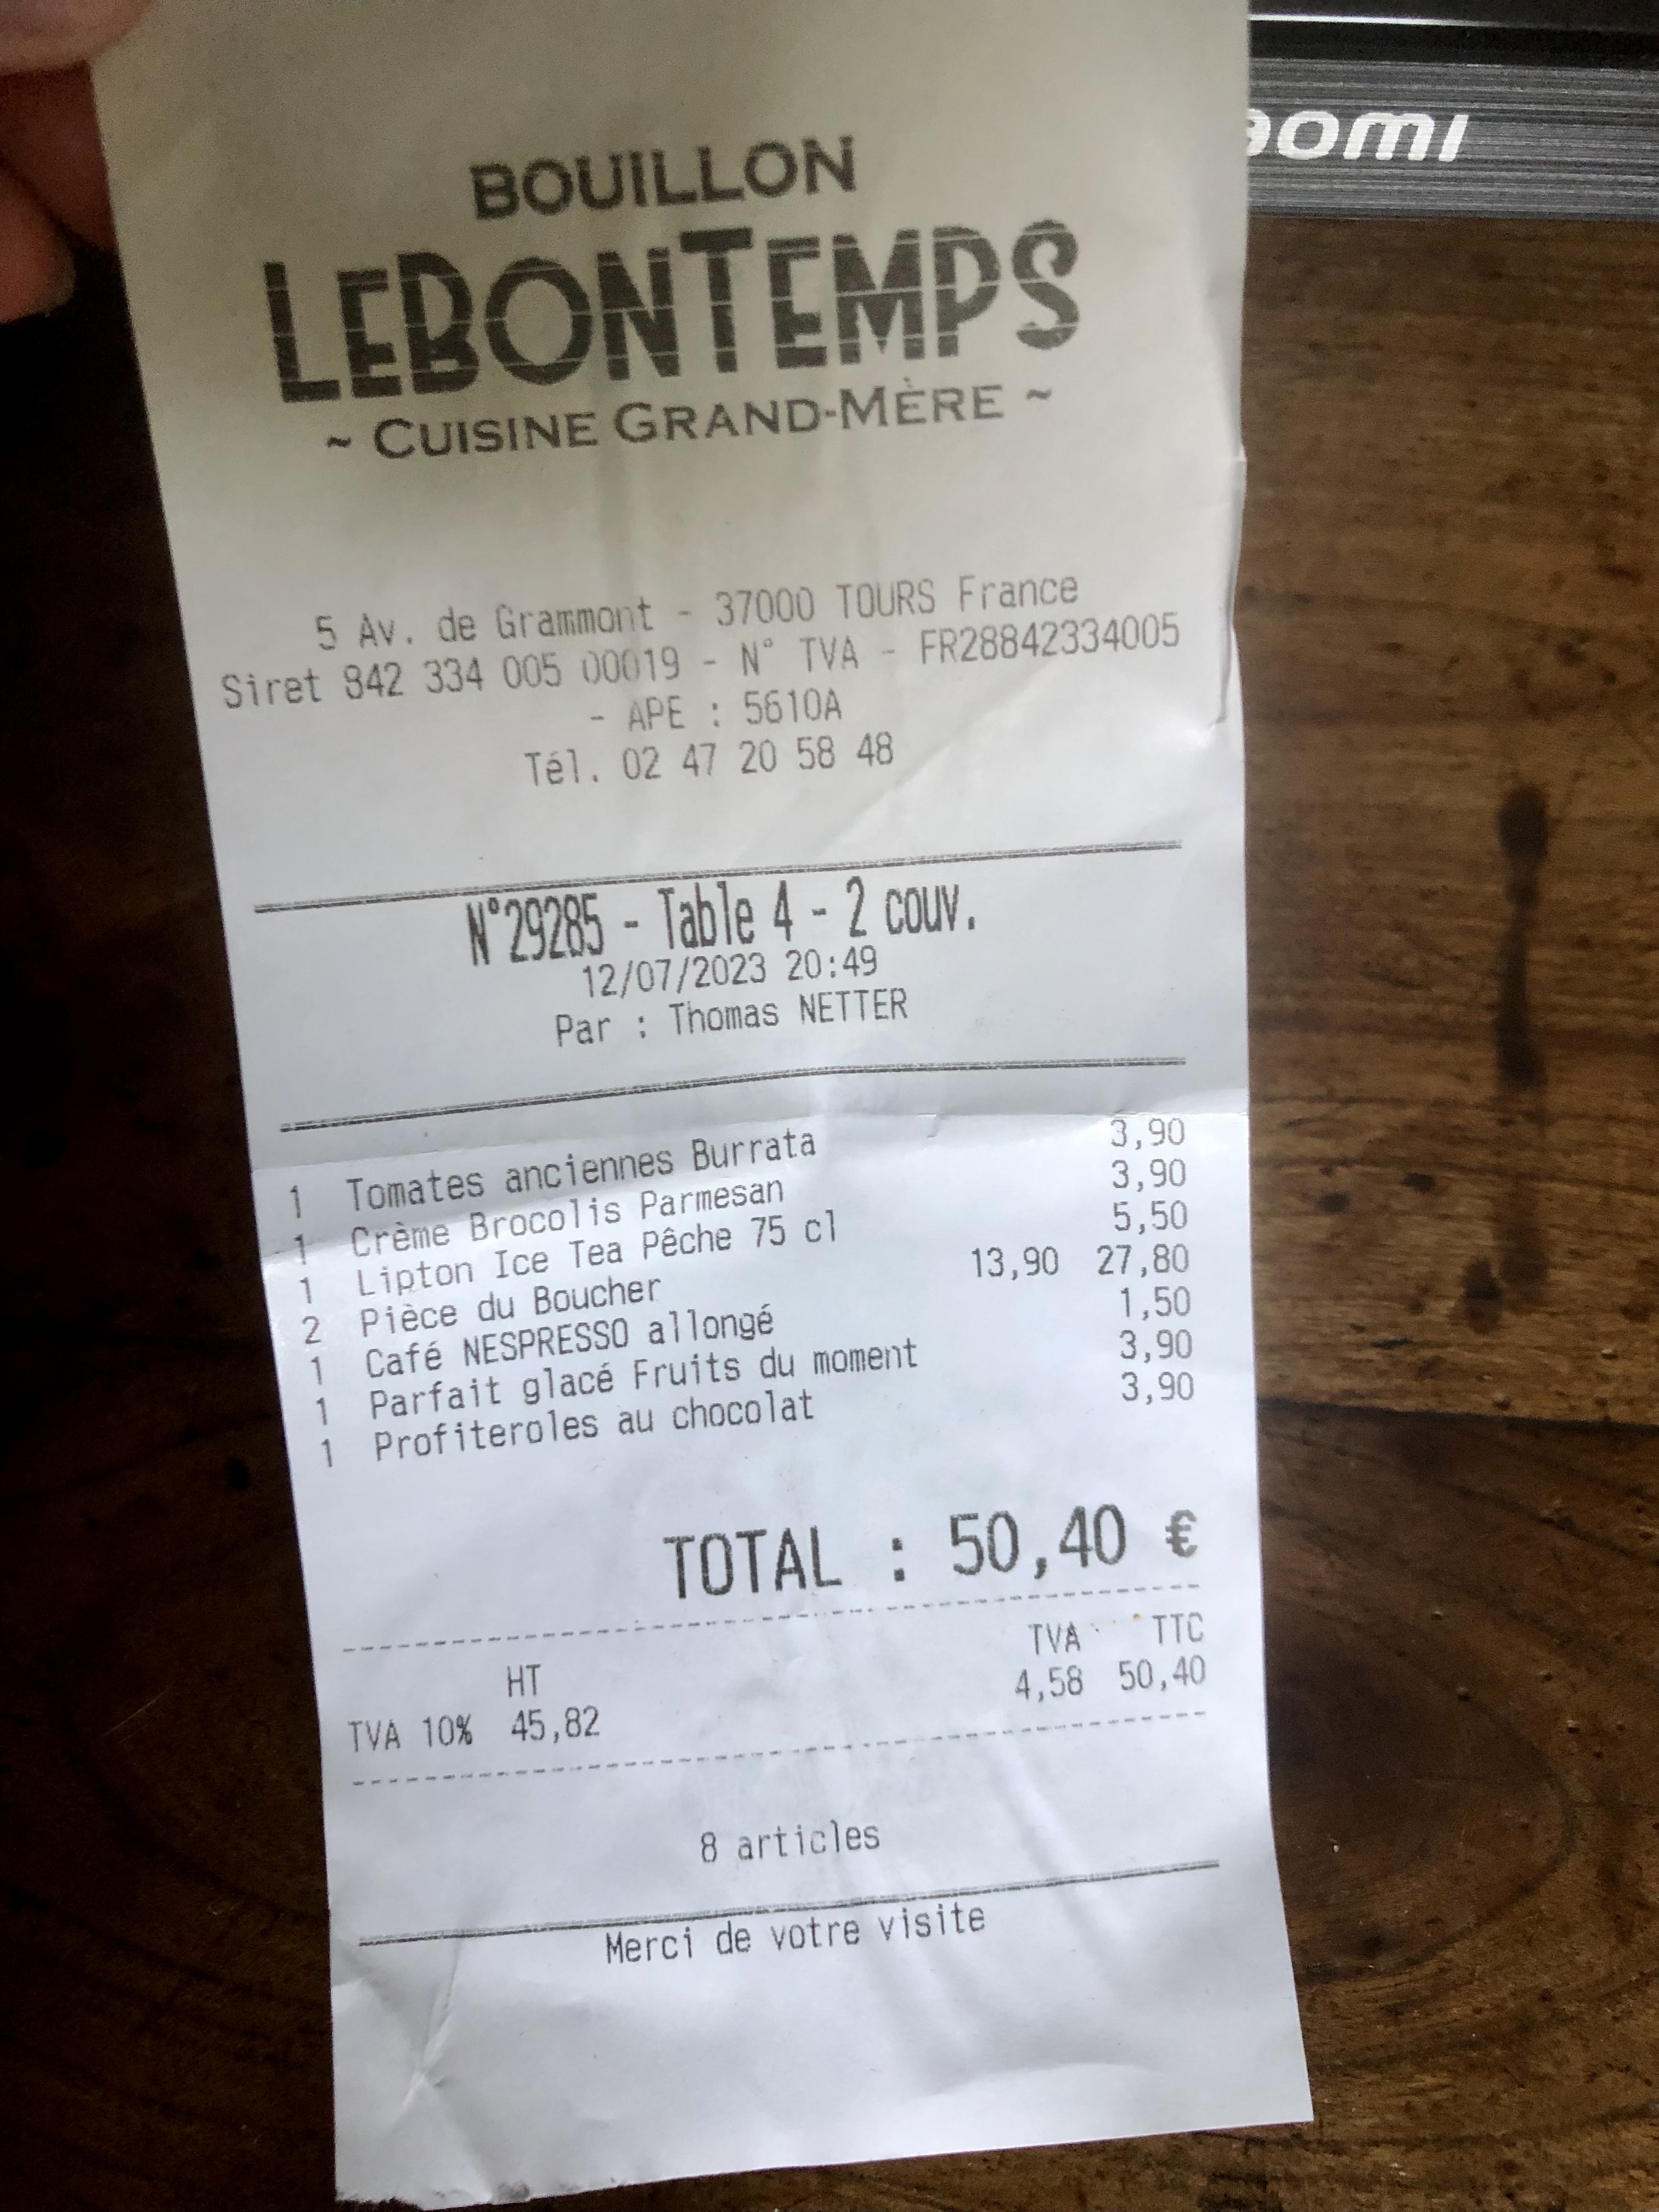 aomi
BOUILLON
LEBONTEMPS
~ CUISINE GRAND-MÈRE ~
5 Av. de Grammont - 37000 TOURS France
Siret 842 334 005 00019 - N° TVA - FR28842334005
- APE : 5610A
Tél. 02 47 20 58 48
N°29285 - Table 4 - 2 couv.
12/07/2023 20:49
Par : Thomas NETTER
1 Tomates anciennes Burrata 3,90
1 Crème Brocolis Parmesan 3,90
1 Lipton Ice Tea Pêche 75 cl 5,50
2 Pièce du Boucher 13,90 27,80
1 Café NESPRESSO allongé 1,50
1 Parfait glacé Fruits du moment 3,90
1 Profiteroles au chocolat 3,90
TOTAL : 50,40 €
HT TVA TTC
TVA 10% 45,82 4,58 50,40
8 articles
Merci de votre visite